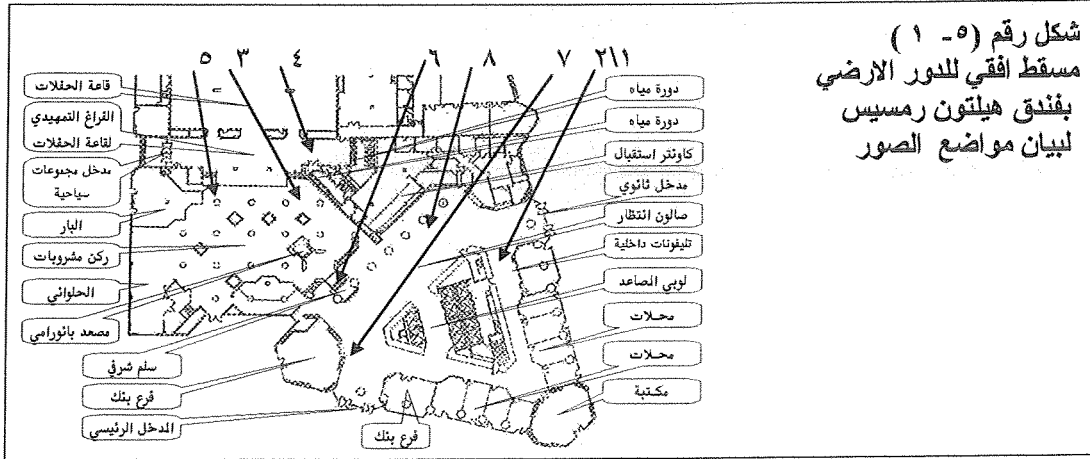 شكل رقم (٥- ١ )
مسقط افقي للدور الارضي
بفندق هيلتون رمسيس
لبيان مواضع الصور
٥ ٣ ٤ ٦ ٨ ٧ ١\٢
دورة مياه
دورة مياه
كاونتر استقبال
مدخل ثانوي
صالون انتظار
تليفونات داخلية
لوبي المصاعد
محلات
محلات
مكتبة
قاعة الحفلات
الفراغ التمهيدي
لقاعة الحفلات
مدخل مجموعات
سياحية
البار
ركن مشروبات
الحلواني
مصعد بانورامي
سلم شرفي
فرع بنك
المدخل الرئيسي
فرع بنك